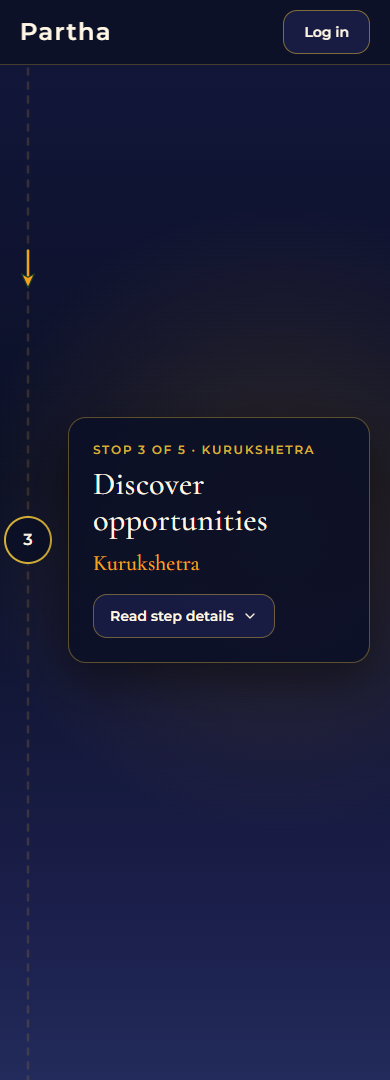 Partha
Log in
STOP 3 OF 5 · KURUKSHETRA
Discover
opportunities
3
Kurukshetra
Read step details